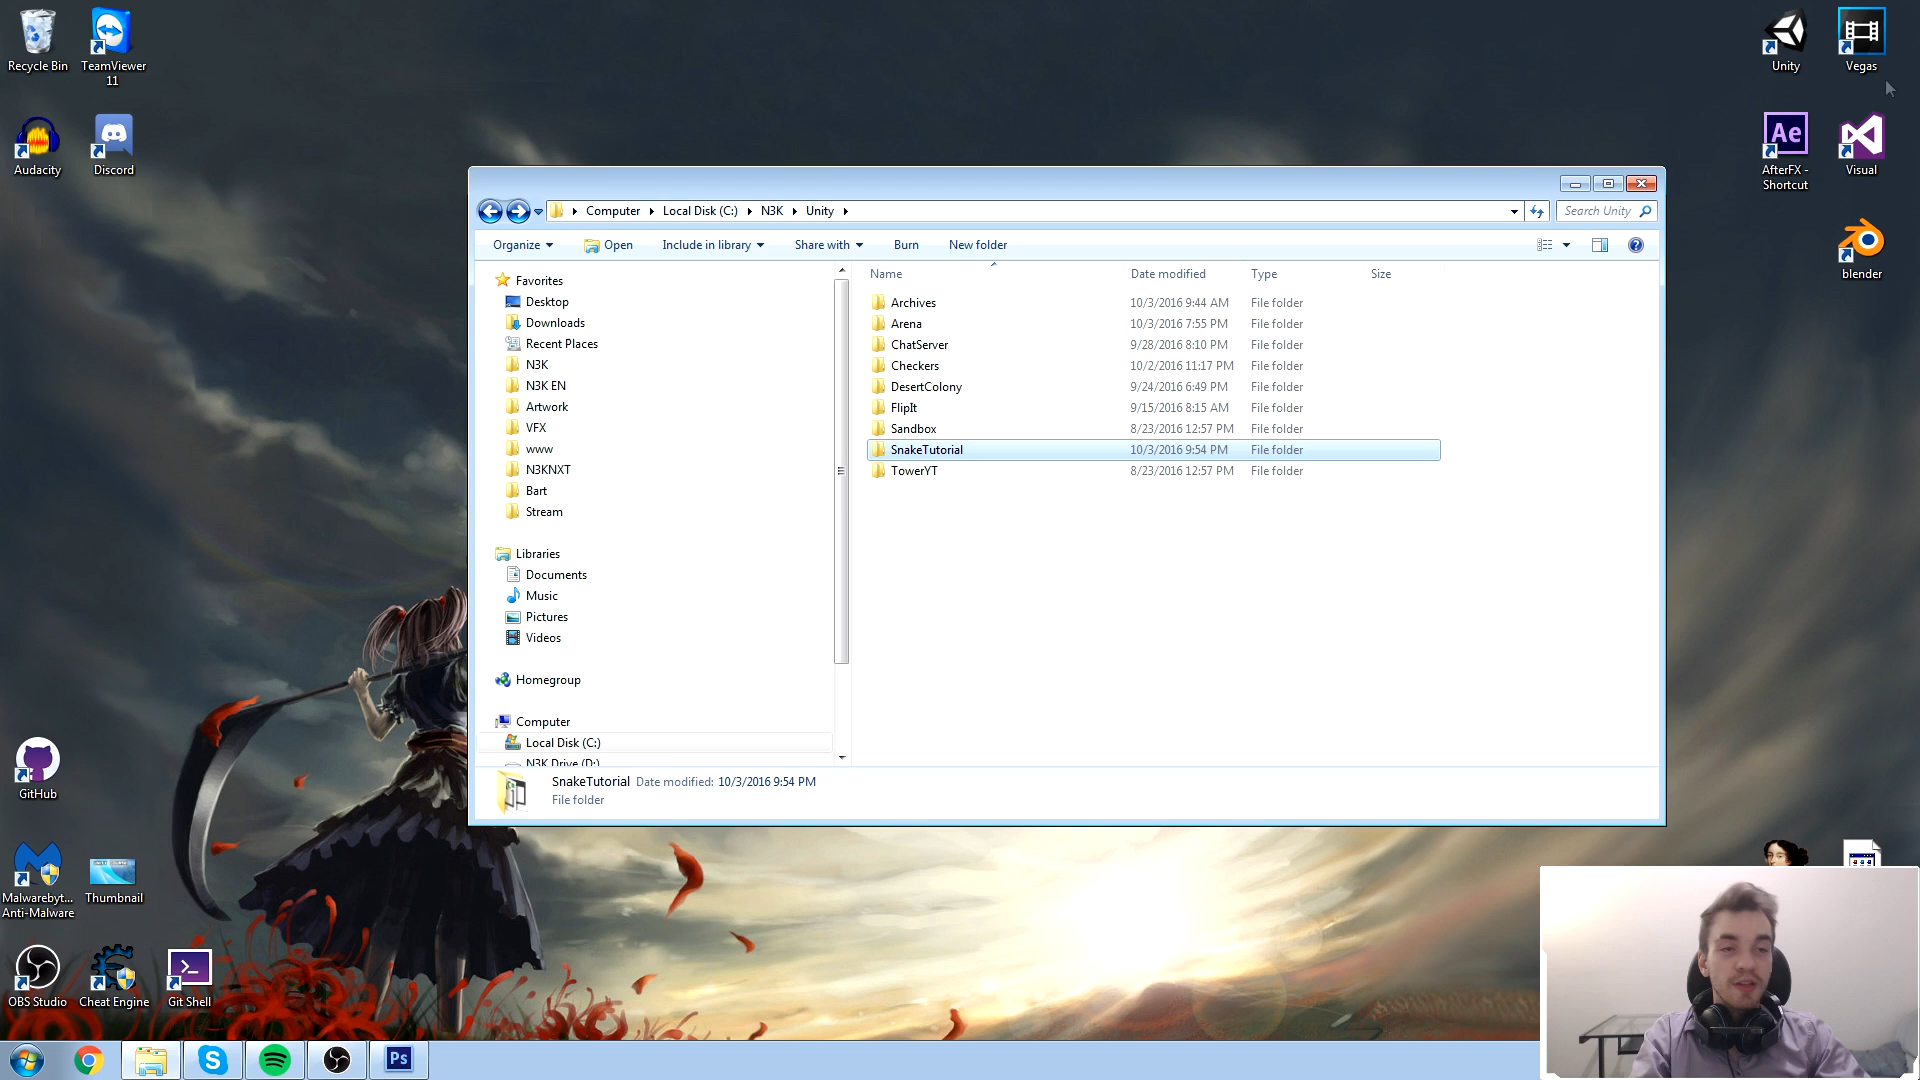 Recycle Bin
TeamViewer
11
Unity
Vegas
Audacity
Discord
Ae
AfterFX -
Shortcut
Visual
blender
Computer
Local Disk (C:)
N3K
Unity
Search Unity
Organize
Open
Include in library
Share with
Burn
New folder
Favorites
Desktop
Downloads
Recent Places
N3K
N3K EN
Artwork
VFX
www
N3KNXT
Bart
Stream
Libraries
Documents
Music
Pictures
Videos
Homegroup
Computer
Local Disk (C:)
N3K Drive (D:)
Name Date modified Type Size
Archives 10/3/2016 9:44 AM File folder
Arena 10/3/2016 7:55 PM File folder
ChatServer 9/28/2016 8:10 PM File folder
Checkers 10/2/2016 11:17 PM File folder
DesertColony 9/24/2016 6:49 PM File folder
FlipIt 9/15/2016 8:15 AM File folder
Sandbox 8/23/2016 12:57 PM File folder
SnakeTutorial 10/3/2016 9:54 PM File folder
TowerYT 8/23/2016 12:57 PM File folder
SnakeTutorial Date modified: 10/3/2016 9:54 PM
File folder
GitHub
Malwarebyt...
Anti-Malware
Thumbnail
OBS Studio
Cheat Engine
Git Shell
Ps